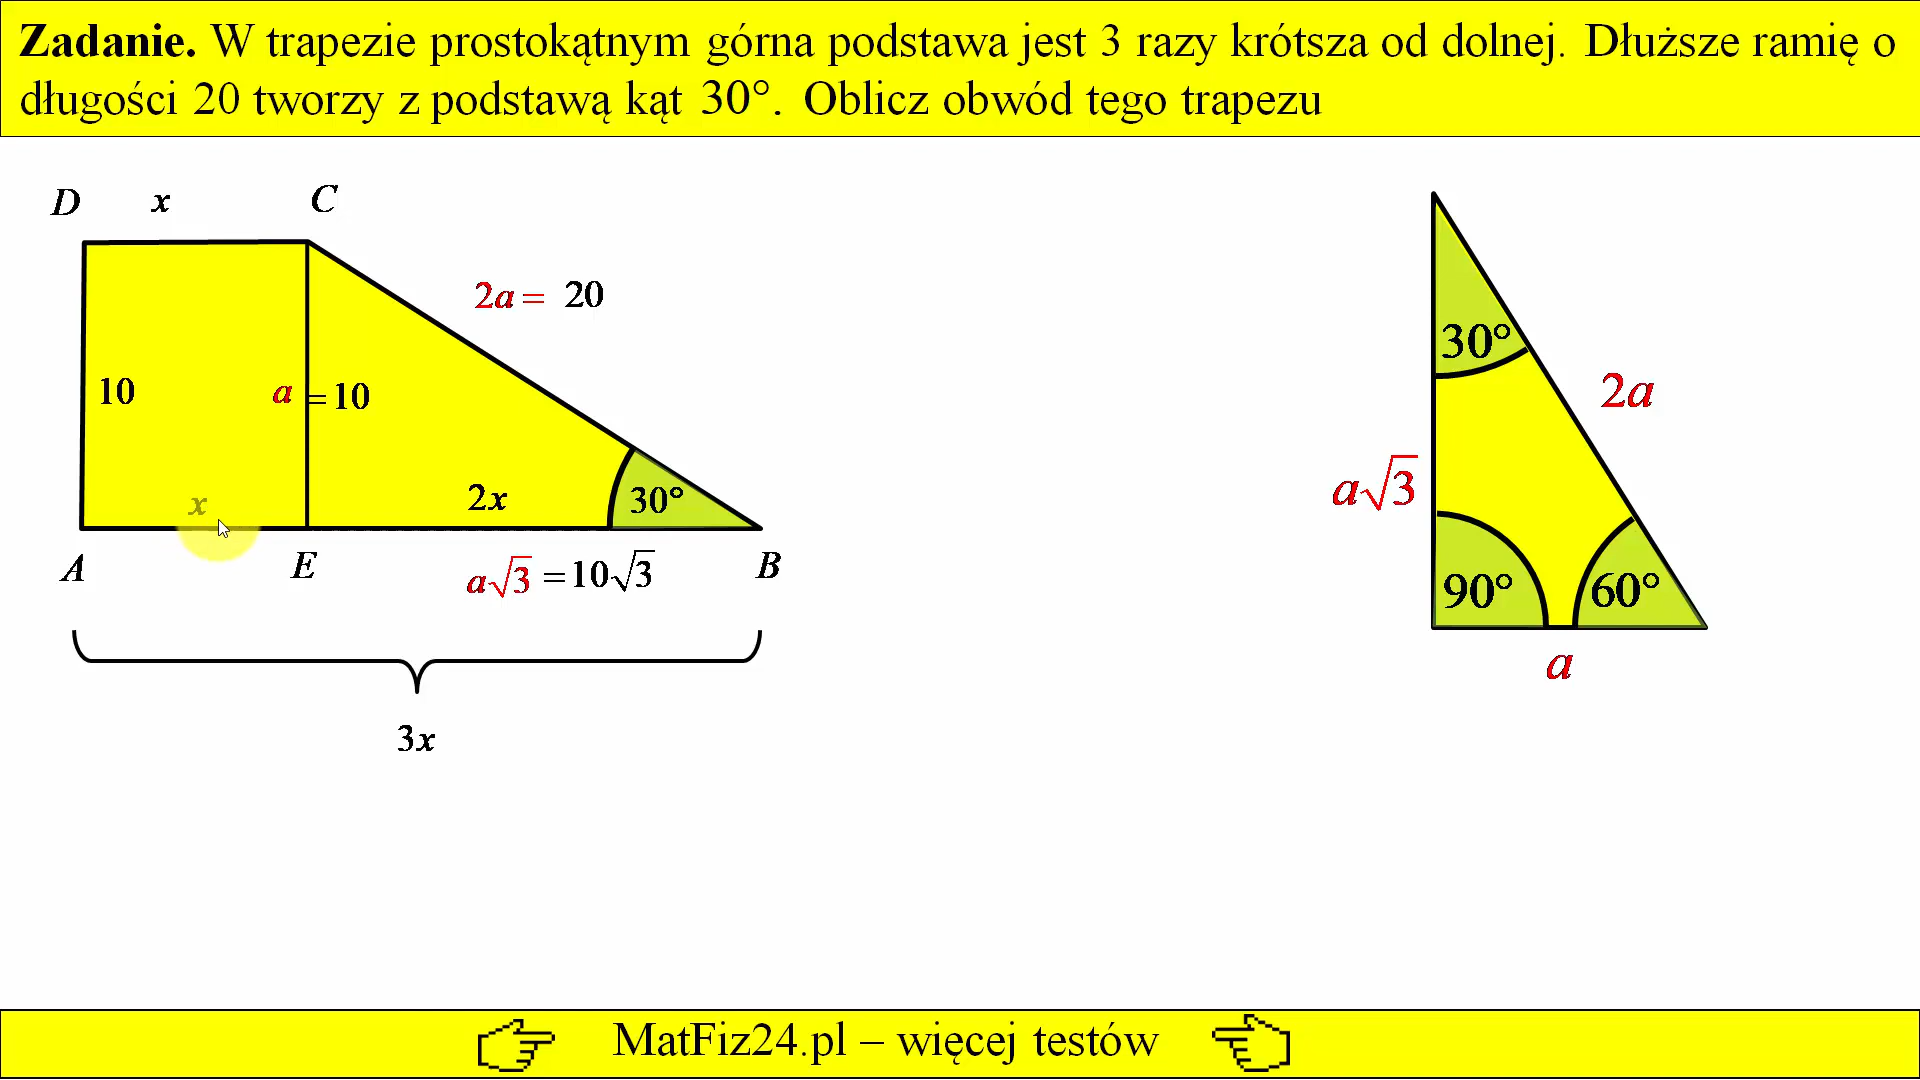 Zadanie. W trapezie prostokątnym górna podstawa jest 3 razy krótsza od dolnej. Dłuższe ramię o
długości 20 tworzy z podstawą kąt 30°. Oblicz obwód tego trapezu
D x C
2a = 20
10 a = 10
x 2x 30°
A E a√3 = 10√3 B
3x
30°
2a
a√3
90° 60°
a
MatFiz24.pl – więcej testów